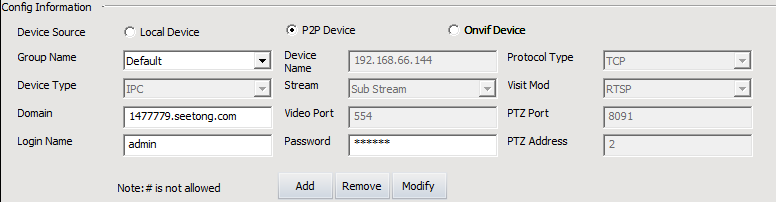 Config Information
Device Source Local Device P2P Device Onvif Device
Group Name Default Device Name 192.168.66.144 Protocol Type TCP
Device Type IPC Stream Sub Stream Visit Mod RTSP
Domain 1477779.seetong.com Video Port 554 PTZ Port 8091
Login Name admin Password ****** PTZ Address 2
Note:# is not allowed Add Remove Modify